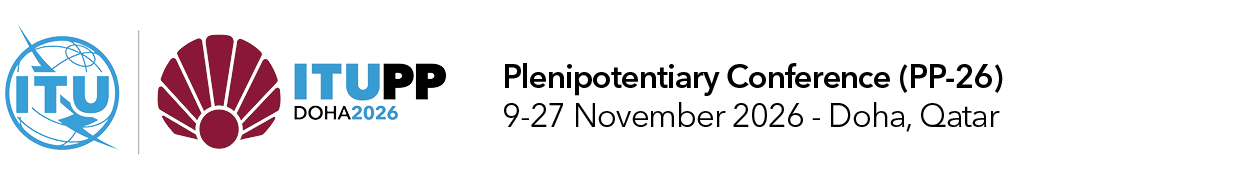 ITU
ITUPP
DOHA2026
Plenipotentiary Conference (PP-26)
9-27 November 2026 - Doha, Qatar